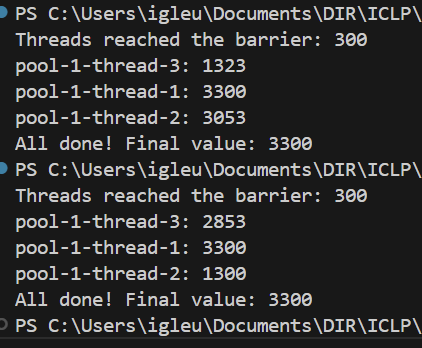 PS C:\Users\igleu\Documents\DIR\ICLP\
Threads reached the barrier: 300
pool-1-thread-3: 1323
pool-1-thread-1: 3300
pool-1-thread-2: 3053
All done! Final value: 3300
PS C:\Users\igleu\Documents\DIR\ICLP\
Threads reached the barrier: 300
pool-1-thread-3: 2853
pool-1-thread-1: 3300
pool-1-thread-2: 1300
All done! Final value: 3300
PS C:\Users\igleu\Documents\DIR\ICLP\